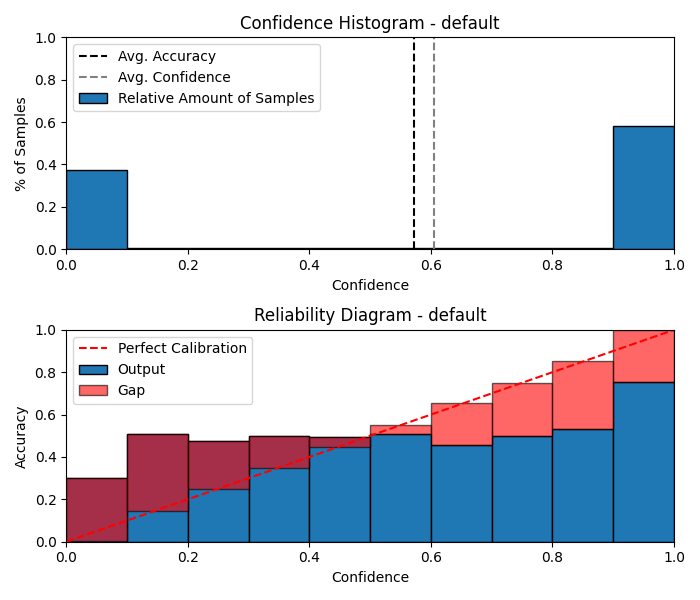 Confidence Histogram - default
1.0
0.8
0.6
0.4
0.2
0.0
% of Samples
Avg. Accuracy
Avg. Confidence
Relative Amount of Samples
0.0 0.2 0.4 0.6 0.8 1.0
Confidence
Reliability Diagram - default
1.0
0.8
0.6
0.4
0.2
0.0
Accuracy
Perfect Calibration
Output
Gap
0.0 0.2 0.4 0.6 0.8 1.0
Confidence